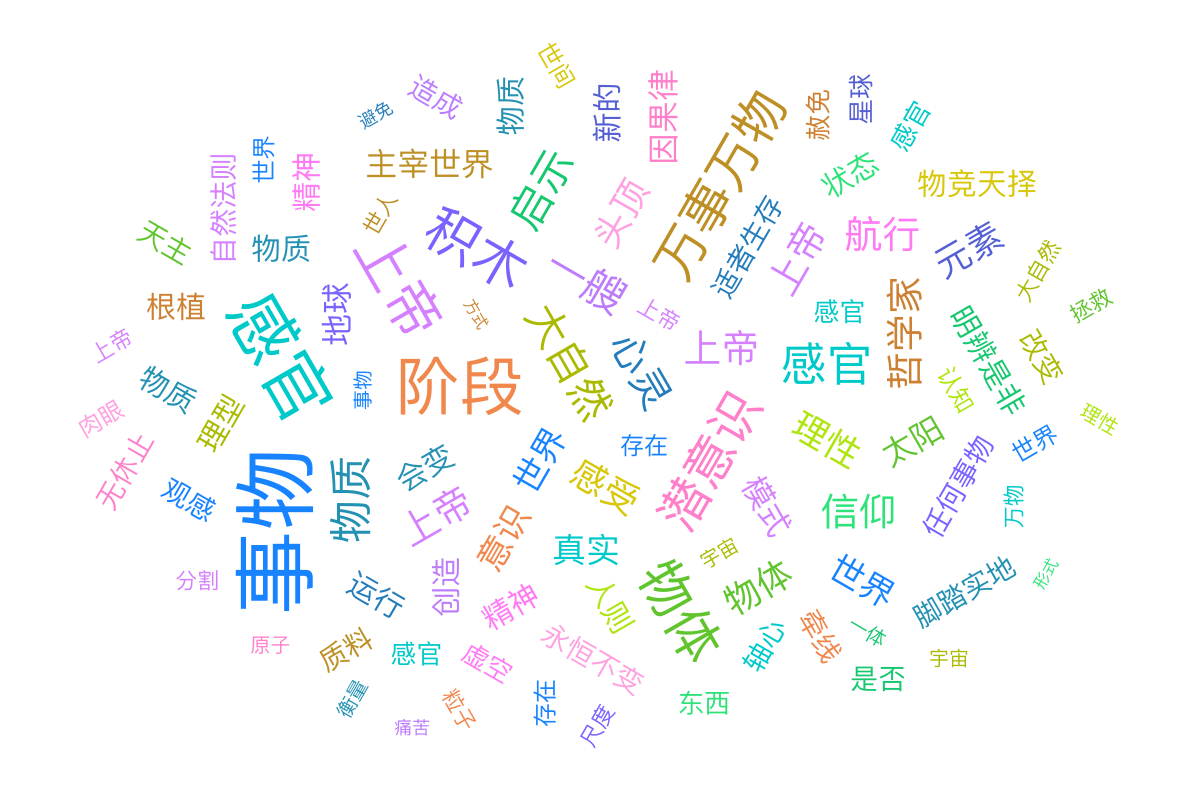 世间
造成
物质
避免
新的
因果律
万事万物
赦免
星球
感官
世界
自然法则
精神
主宰世界
启示
头顶
状态
物竞天择
世人
适者生存
天主
物质
积木
一艘
上帝
航行
元素
大自然
上帝
根植
感官
地球
方式
上帝
感官
哲学家
明辨是非
拯救
上帝
大自然
心灵
上帝
感官
改变
物质
事物
阶段
认知
肉眼
理型
潜意识
理性
太阳
理性
无休止
世界
存在
任何事物
世界
观感
事物
物质
会变
感受
模式
信仰
万物
上帝
意识
真实
宇宙
分割
运行
创造
精神
人则
物体
物体
世界
脚踏实地
形式
原子
质料
感官
虚空
永恒不变
轴心
牵线
一体
是否
宇宙
衡量
痛苦
粒子
存在
尺度
东西